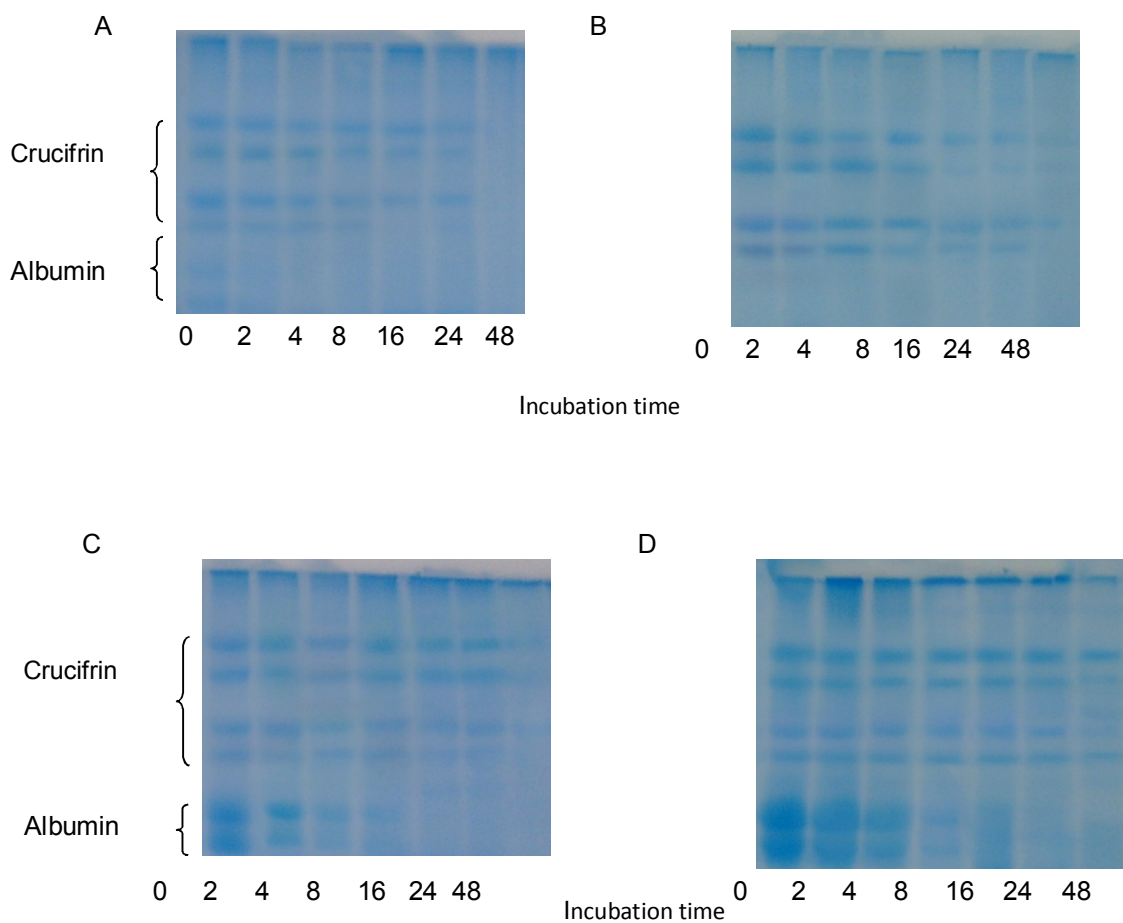 A
B
Crucifrin
Albumin
0 2 4 8 16 24 48
0 2 4 8 16 24 48
Incubation time
C
D
Crucifrin
Albumin
0 2 4 8 16 24 48
0 2 4 8 16 24 48
Incubation time